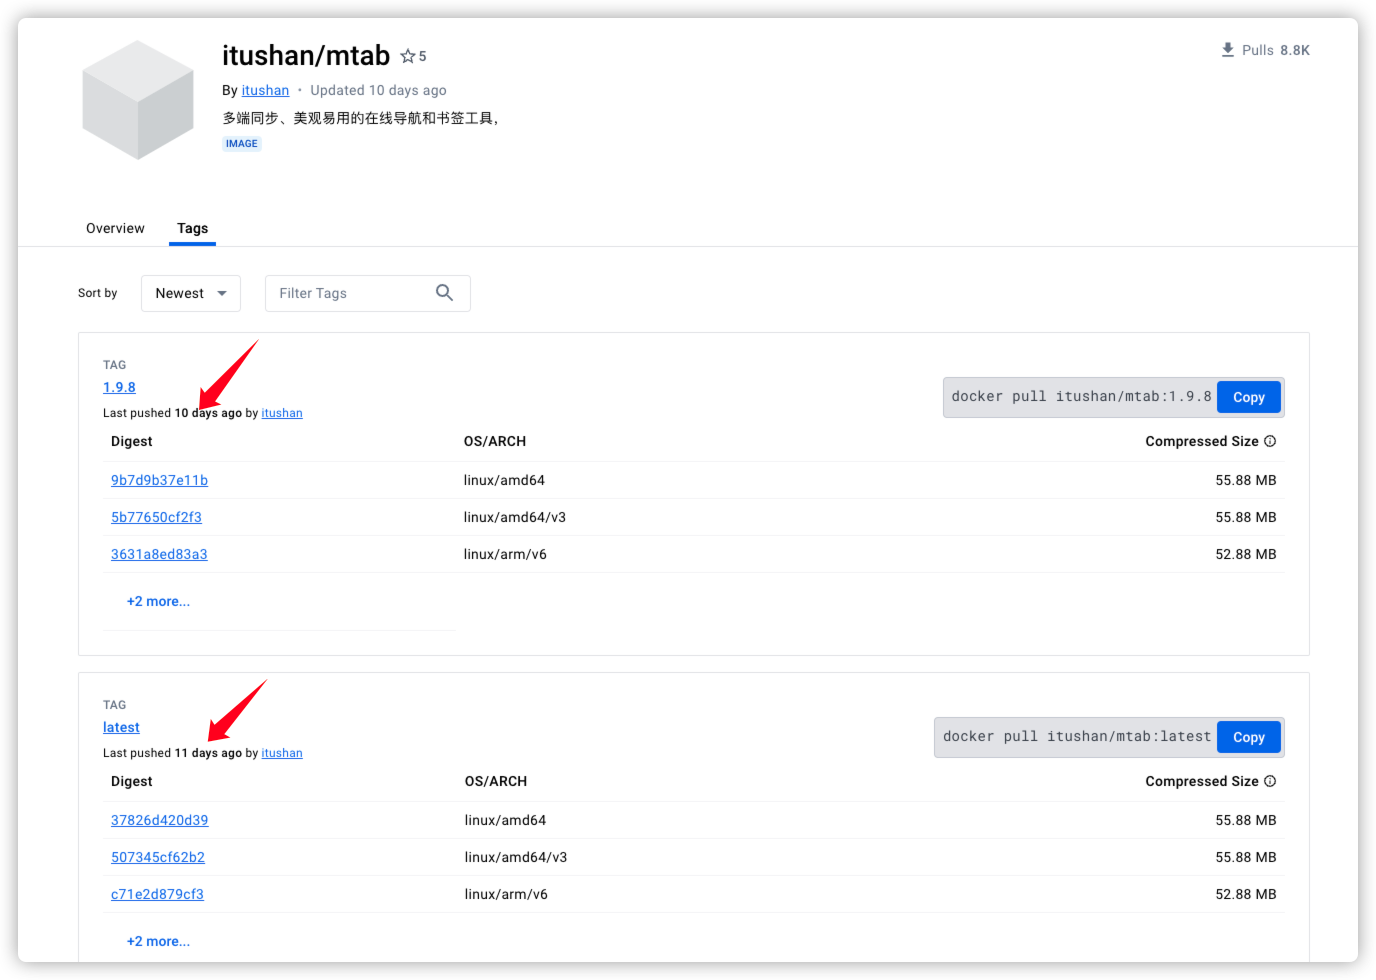 itushan/mtab 5
Pulls 8.8K
By itushan · Updated 10 days ago
多端同步、美观易用的在线导航和书签工具，
IMAGE
Overview Tags
Sort by Newest Filter Tags
TAG
1.9.8
docker pull itushan/mtab:1.9.8 Copy
Last pushed 10 days ago by itushan
Digest OS/ARCH Compressed Size
9b7d9b37e11b linux/amd64 55.88 MB
5b77650cf2f3 linux/amd64/v3 55.88 MB
3631a8ed83a3 linux/arm/v6 52.88 MB
+2 more...
TAG
latest
docker pull itushan/mtab:latest Copy
Last pushed 11 days ago by itushan
Digest OS/ARCH Compressed Size
37826d420d39 linux/amd64 55.88 MB
507345cf62b2 linux/amd64/v3 55.88 MB
c71e2d879cf3 linux/arm/v6 52.88 MB
+2 more...